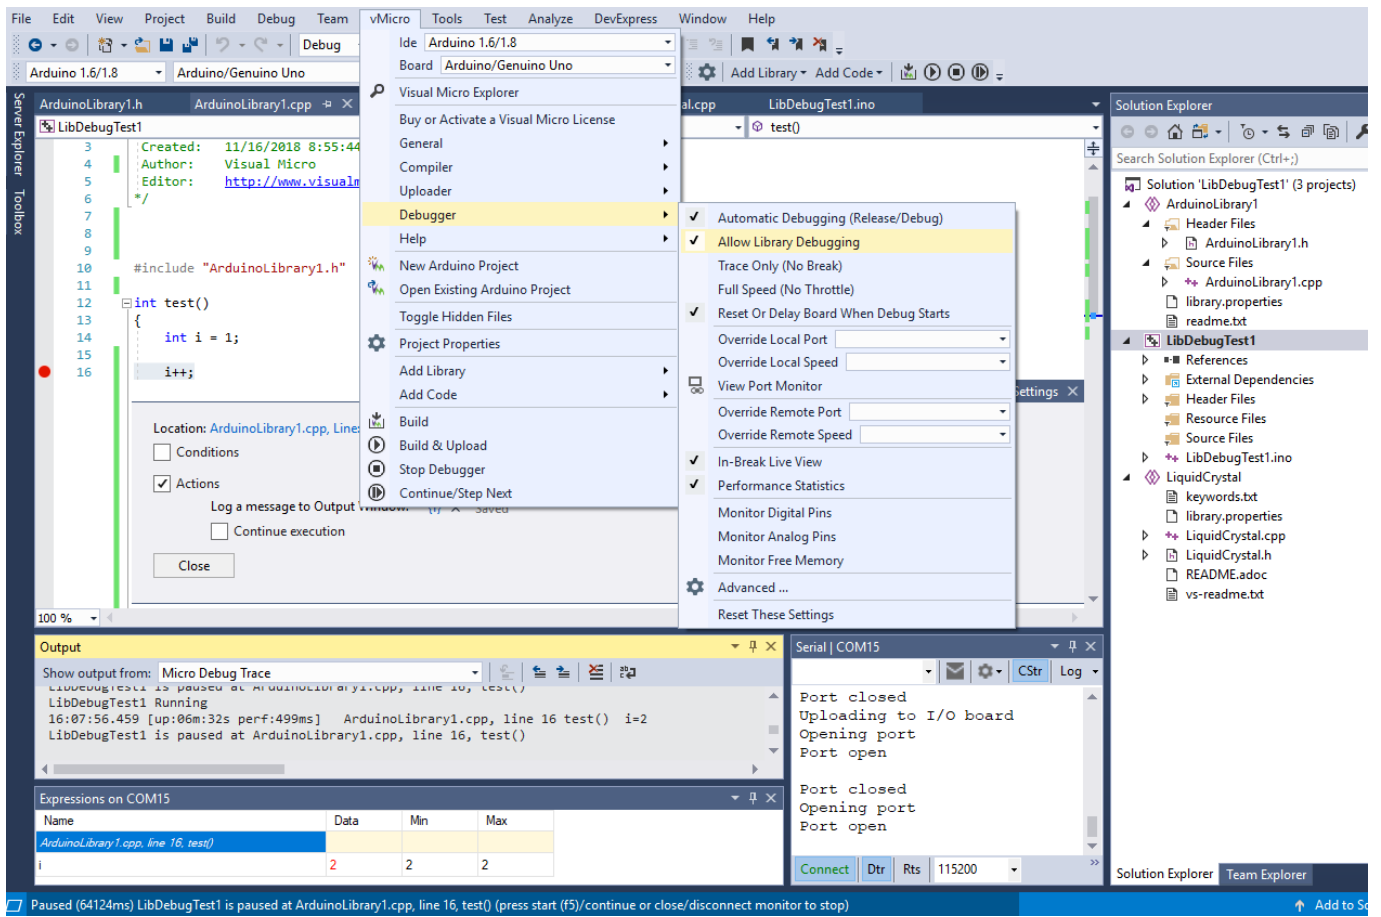 File Edit View Project Build Debug Team vMicro Tools Test Analyze DevExpress Window Help
Debug
Arduino 1.6/1.8 Arduino/Genuino Uno
Add Library Add Code
Ide Arduino 1.6/1.8
Board Arduino/Genuino Uno
Visual Micro Explorer
Buy or Activate a Visual Micro License
General
Compiler
Uploader
Debugger
Help
New Arduino Project
Open Existing Arduino Project
Toggle Hidden Files
Project Properties
Add Library
Add Code
Build
Build & Upload
Stop Debugger
Continue/Step Next
Automatic Debugging (Release/Debug)
Allow Library Debugging
Trace Only (No Break)
Full Speed (No Throttle)
Reset Or Delay Board When Debug Starts
Override Local Port
Override Local Speed
View Port Monitor
Override Remote Port
Override Remote Speed
In-Break Live View
Performance Statistics
Monitor Digital Pins
Monitor Analog Pins
Monitor Free Memory
Advanced ...
Reset These Settings
Server Explorer
Toolbox
ArduinoLibrary1.h ArduinoLibrary1.cpp al.cpp LibDebugTest1.ino
LibDebugTest1 test()
3 Created: 11/16/2018 8:55:44
4 Author: Visual Micro
5 Editor: http://www.visualm
6 */
7
8
9
10 #include "ArduinoLibrary1.h"
11
12 int test()
13 {
14 int i = 1;
15
16 i++;
Settings
Location: ArduinoLibrary1.cpp, Line:
Conditions
Actions
Log a message to Output Window: Saved
Continue execution
Close
100 %
Output
Show output from: Micro Debug Trace
LibDebugTest1 is paused at ArduinoLibrary1.cpp, line 16, test()
LibDebugTest1 Running
16:07:56.459 [up:06m:32s perf:499ms] ArduinoLibrary1.cpp, line 16 test() i=2
LibDebugTest1 is paused at ArduinoLibrary1.cpp, line 16, test()
Expressions on COM15
Name Data Min Max
ArduinoLibrary1.cpp, line 16, test()
i 2 2 2
Serial | COM15
CStr Log
Port closed
Uploading to I/O board
Opening port
Port open
Port closed
Opening port
Port open
Connect Dtr Rts 115200
Solution Explorer
Search Solution Explorer (Ctrl+;)
Solution 'LibDebugTest1' (3 projects)
ArduinoLibrary1
Header Files
ArduinoLibrary1.h
Source Files
ArduinoLibrary1.cpp
library.properties
readme.txt
LibDebugTest1
References
External Dependencies
Header Files
Resource Files
Source Files
LibDebugTest1.ino
LiquidCrystal
keywords.txt
library.properties
LiquidCrystal.cpp
LiquidCrystal.h
README.adoc
vs-readme.txt
Solution Explorer Team Explorer
Paused (64124ms) LibDebugTest1 is paused at ArduinoLibrary1.cpp, line 16, test() (press start (f5)/continue or close/disconnect monitor to stop)
Add to So